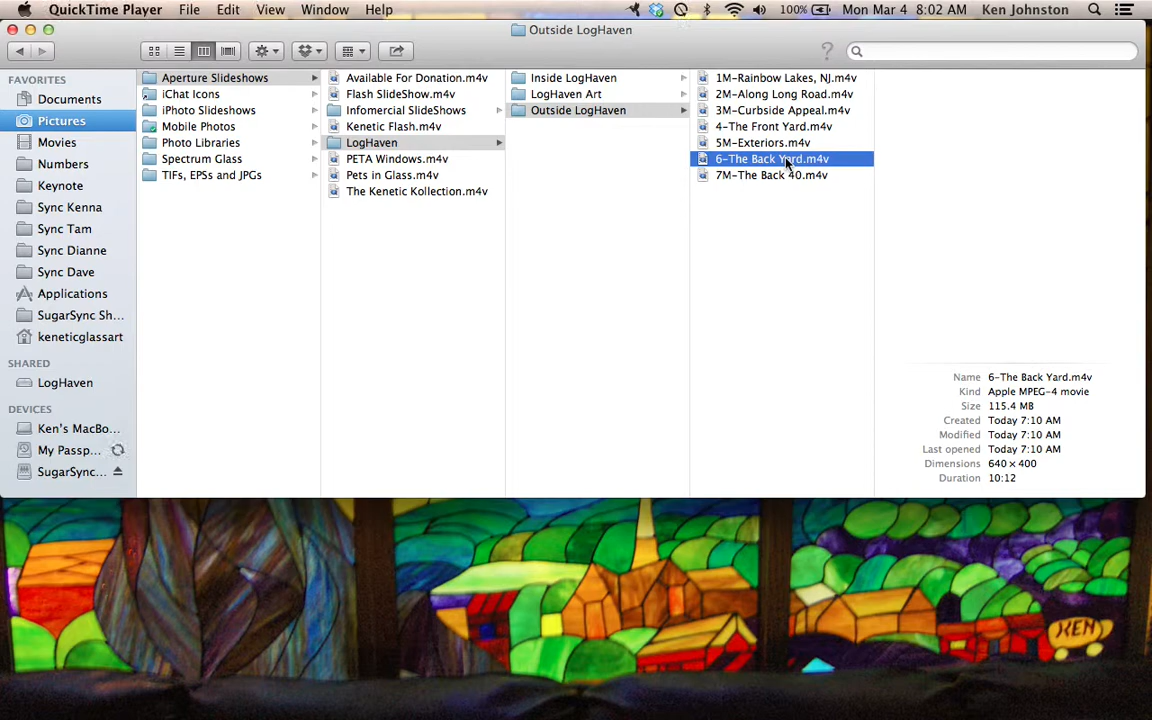 QuickTime Player File Edit View Window Help 100% Mon Mar 4 8:02 AM Ken Johnston
Outside LogHaven
?
FAVORITES
Documents
Pictures
Movies
Numbers
Keynote
Sync Kenna
Sync Tam
Sync Dianne
Sync Dave
Applications
SugarSync Sh...
keneticglassart
SHARED
LogHaven
DEVICES
Ken's MacBo...
My Passp...
SugarSync...
Aperture Slideshows
iChat Icons
iPhoto Slideshows
Mobile Photos
Photo Libraries
Spectrum Glass
TIFs, EPSs and JPGs
Available For Donation.m4v
Flash SlideShow.m4v
Infomercial SlideShows
Kenetic Flash.m4v
LogHaven
PETA Windows.m4v
Pets in Glass.m4v
The Kenetic Kollection.m4v
Inside LogHaven
LogHaven Art
Outside LogHaven
1M-Rainbow Lakes, NJ.m4v
2M-Along Long Road.m4v
3M-Curbside Appeal.m4v
4-The Front Yard.m4v
5M-Exteriors.m4v
6-The Back Yard.m4v
7M-The Back 40.m4v
Name 6-The Back Yard.m4v
Kind Apple MPEG-4 movie
Size 115.4 MB
Created Today 7:10 AM
Modified Today 7:10 AM
Last opened Today 7:10 AM
Dimensions 640 × 400
Duration 10:12
KEN